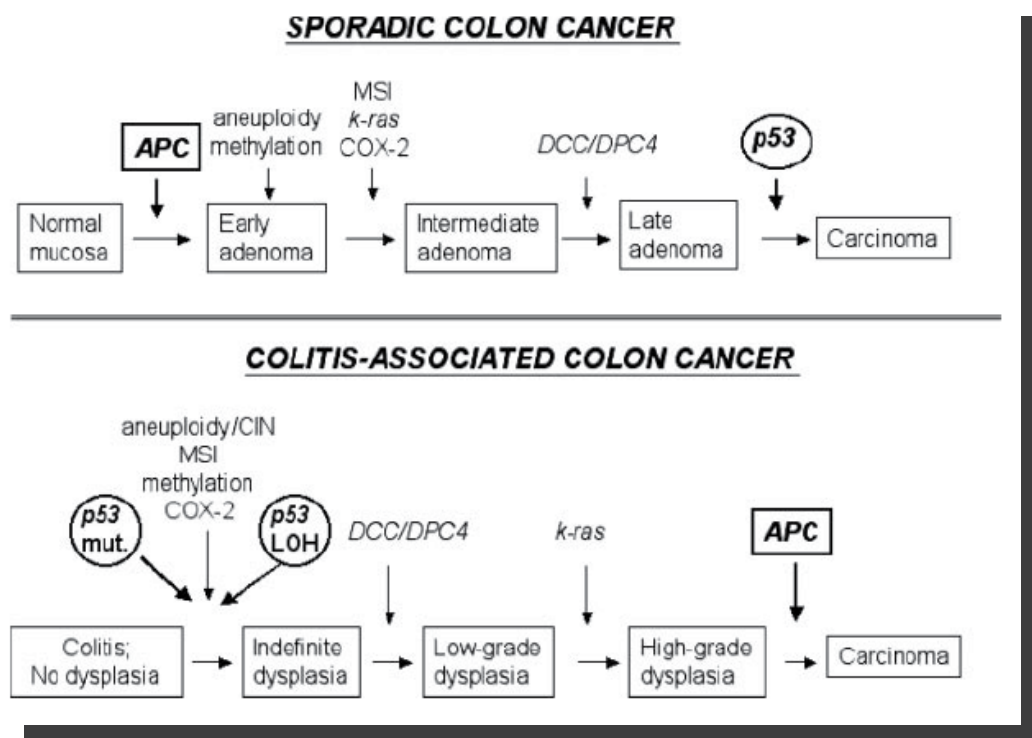 SPORADIC COLON CANCER
APC
aneuploidy
methylation
MSI
k-ras
COX-2
DCC/DPC4
p53
Normal
mucosa
Early
adenoma
Intermediate
adenoma
Late
adenoma
Carcinoma
COLITIS-ASSOCIATED COLON CANCER
p53
mut.
aneuploidy/CIN
MSI
methylation
COX-2
p53
LOH
DCC/DPC4
k-ras
APC
Colitis;
No dysplasia
Indefinite
dysplasia
Low-grade
dysplasia
High-grade
dysplasia
Carcinoma